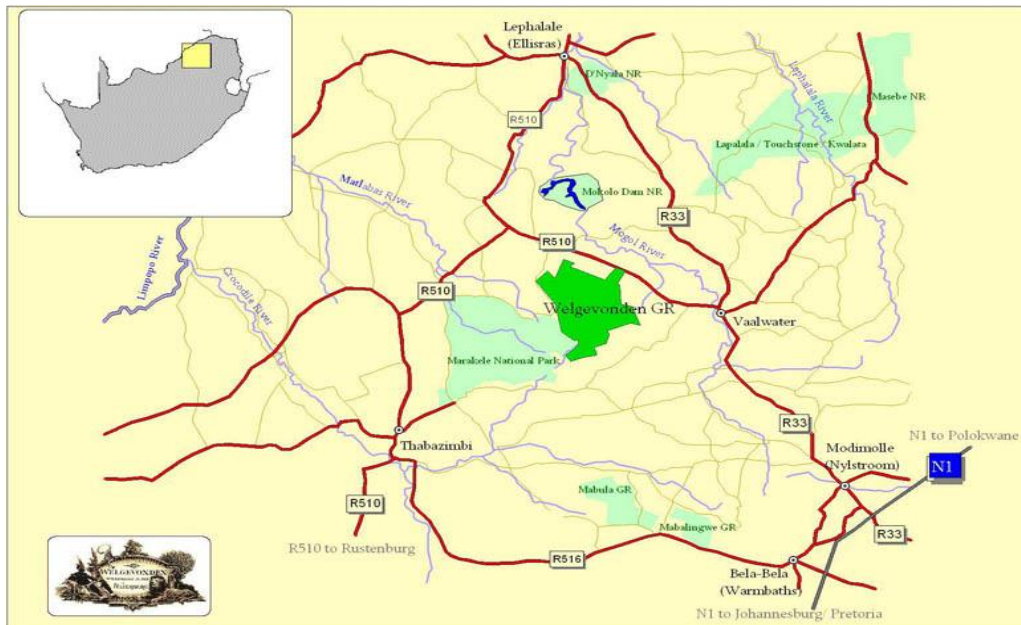 Lephalale
(Ellisras)
D'Nyala NR
R510
Lephalala River
Masebe NR
Lapalala / Touchstone / Kwalata
Matlabas River
Mokolo Dam NR
R33
Mogol River
R510
Limpopo River
Crocodile River
R510
Welgevonden GR
Vaalwater
Marakele National Park
R33
Thabazimbi
N1 to Polokwane
Modimolle
(Nylstroom)
N1
Mabula GR
R510
Mabalingwe GR
R33
R510 to Rustenburg
R516
Bela-Bela
(Warmbaths)
N1 to Johannesburg/ Pretoria
WELGEVONDEN